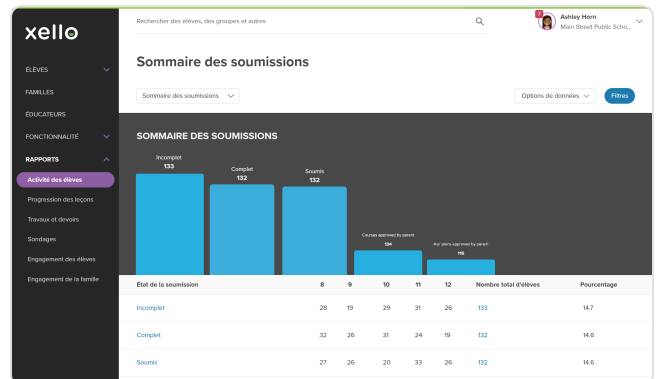 xello
Rechercher des élèves, des groupes et autres
7
Ashley Horn
Main Street Public Scho...
Sommaire des soumissions
ÉLÈVES
FAMILLES
ÉDUCATEURS
FONCTIONNALITÉ
RAPPORTS
Activité des élèves
Progression des leçons
Travaux et devoirs
Sondages
Engagement des élèves
Engagement de la famille
Sommaire des soumissions
Options de données
Filtres
SOMMAIRE DES SOUMISSIONS
Incomplet
133
Complet
132
Soumis
132
Courses approved by parent
134
4-yr plans approved by parent
116
État de la soumission 8 9 10 11 12 Nombre total d'élèves Pourcentage
Incomplet 28 19 29 31 26 133 14.7
Complet 32 26 31 24 19 132 14.6
Soumis 27 26 20 33 26 132 14.6